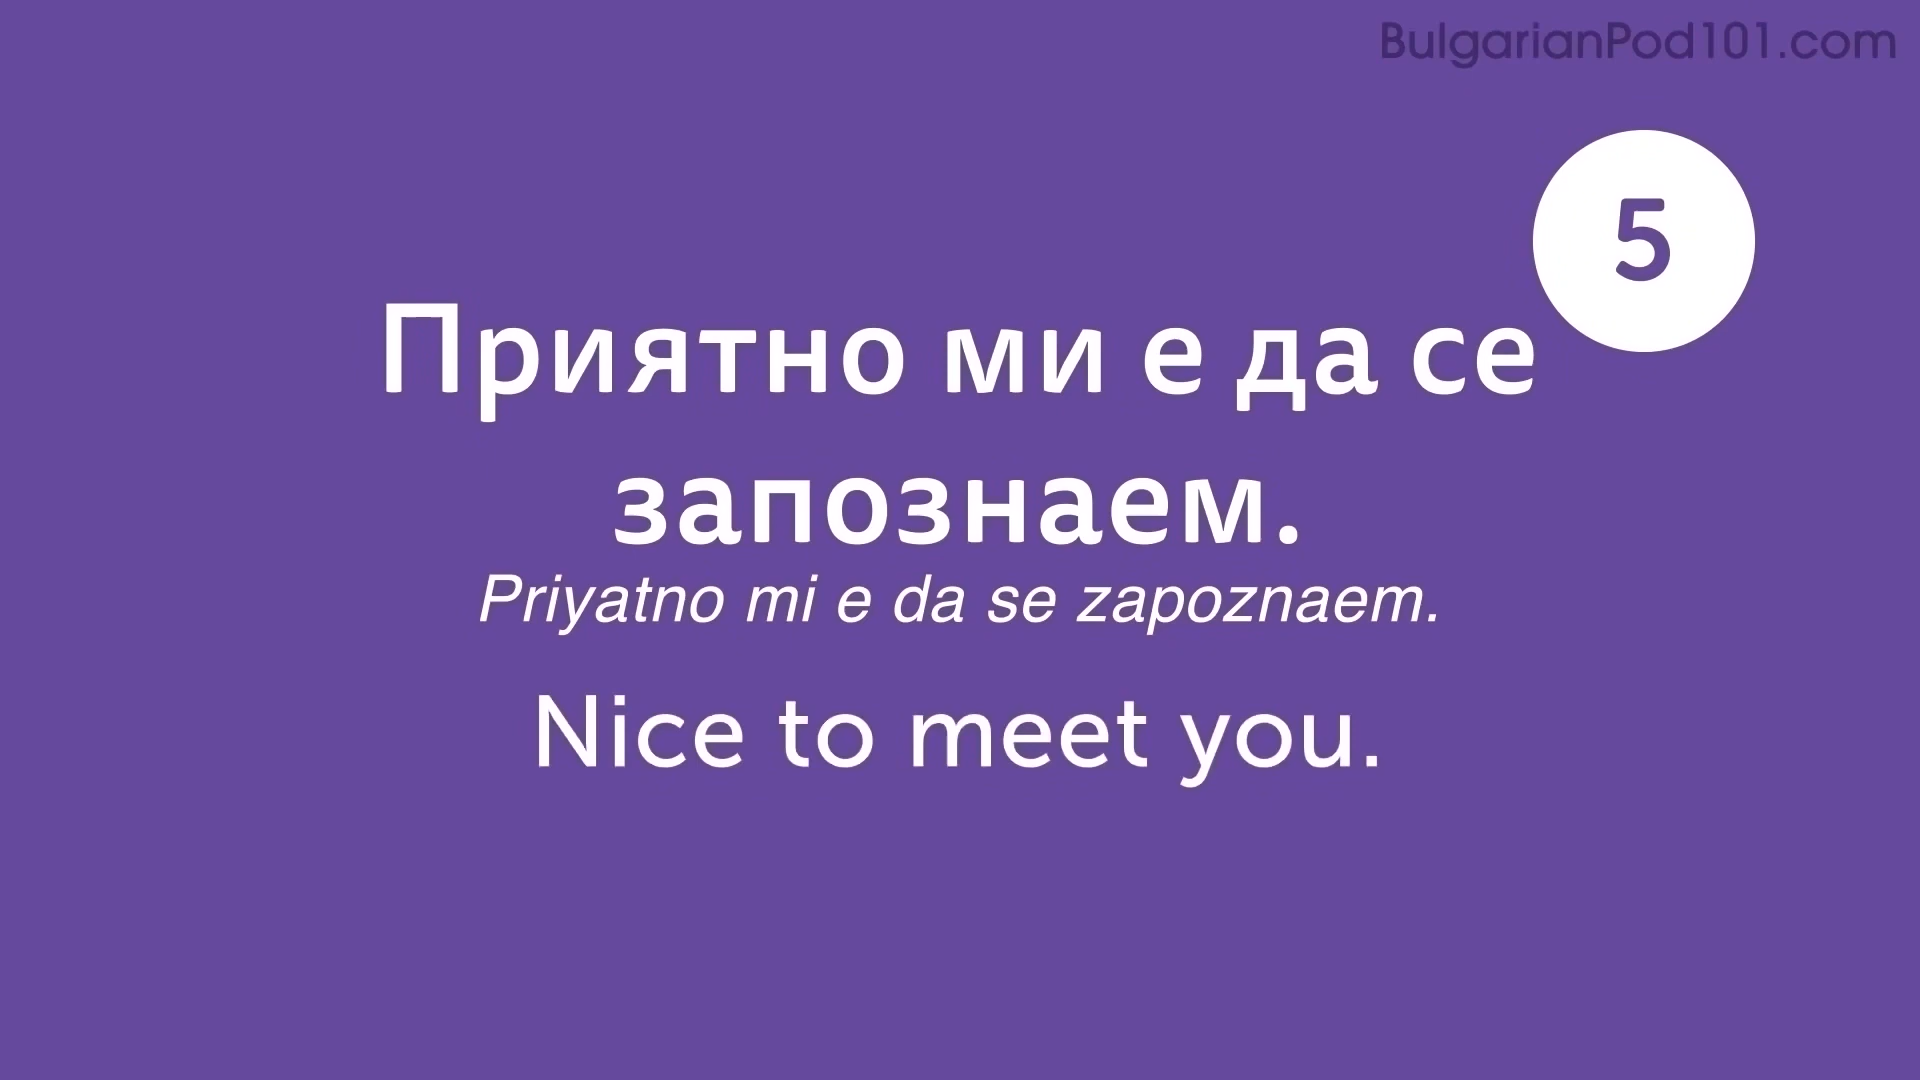 BulgarianPod101.com
5
Приятно ми е да се
запознаем.
Priyatno mi e da se zapoznaem.
Nice to meet you.